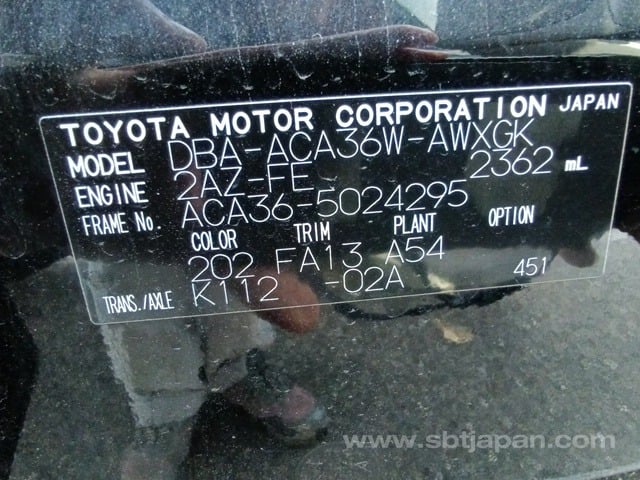 TOYOTA MOTOR CORPORATION JAPAN
MODEL DBA-ACA36W-AWXGK
ENGINE 2AZ-FE 2362 mL
FRAME No. ACA36-5024295
COLOR TRIM PLANT OPTION
202 FA13 A54
TRANS./AXLE K112 -02A 451
www.sbtjapan.com